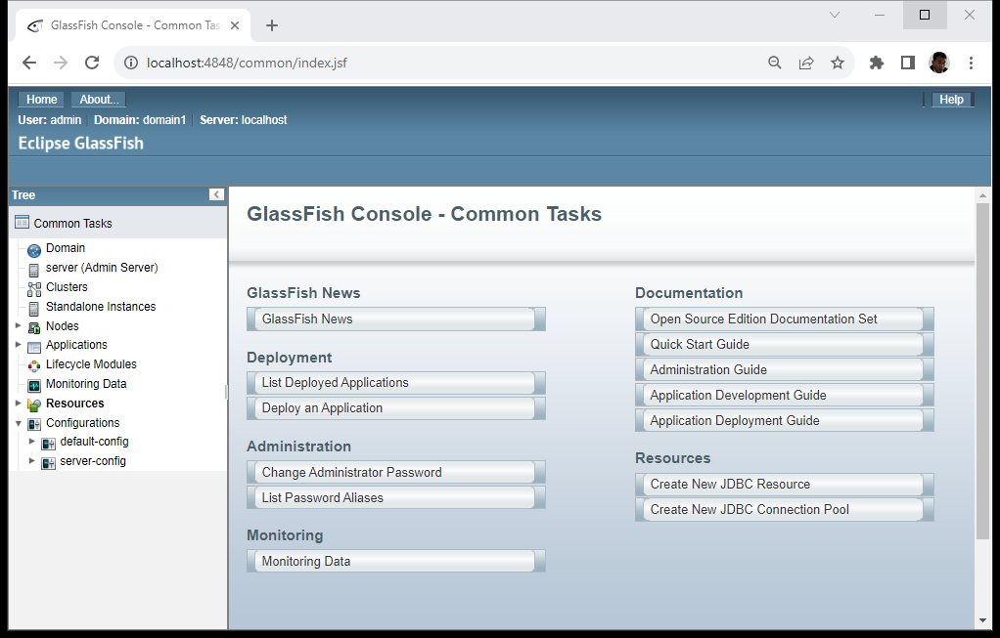 GlassFish Console - Common Tas
localhost:4848/common/index.jsf
Home About... Help
User: admin Domain: domain1 Server: localhost
Eclipse GlassFish
Tree
Common Tasks
Domain
server (Admin Server)
Clusters
Standalone Instances
Nodes
Applications
Lifecycle Modules
Monitoring Data
Resources
Configurations
default-config
server-config
GlassFish Console - Common Tasks
GlassFish News
GlassFish News
Deployment
List Deployed Applications
Deploy an Application
Administration
Change Administrator Password
List Password Aliases
Monitoring
Monitoring Data
Documentation
Open Source Edition Documentation Set
Quick Start Guide
Administration Guide
Application Development Guide
Application Deployment Guide
Resources
Create New JDBC Resource
Create New JDBC Connection Pool